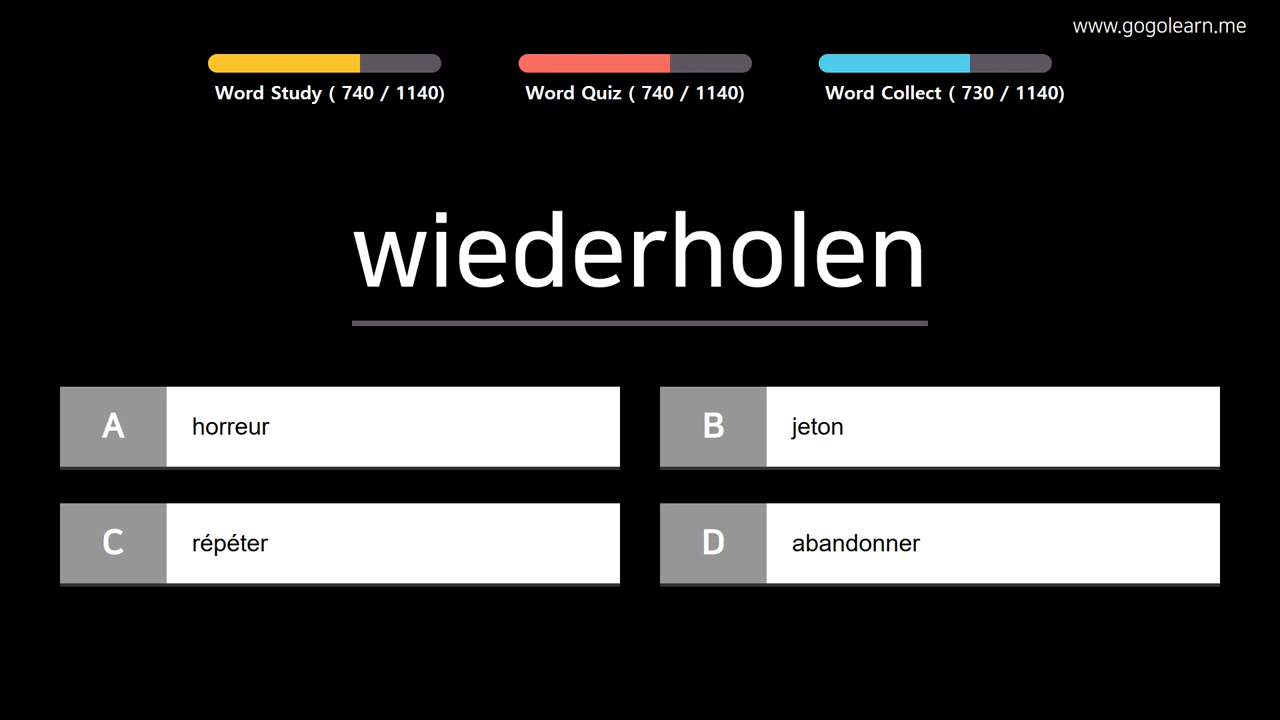 www.gogolearn.me
Word Study ( 740 / 1140)
Word Quiz ( 740 / 1140)
Word Collect ( 730 / 1140)
wiederholen
A horreur
B jeton
C répéter
D abandonner